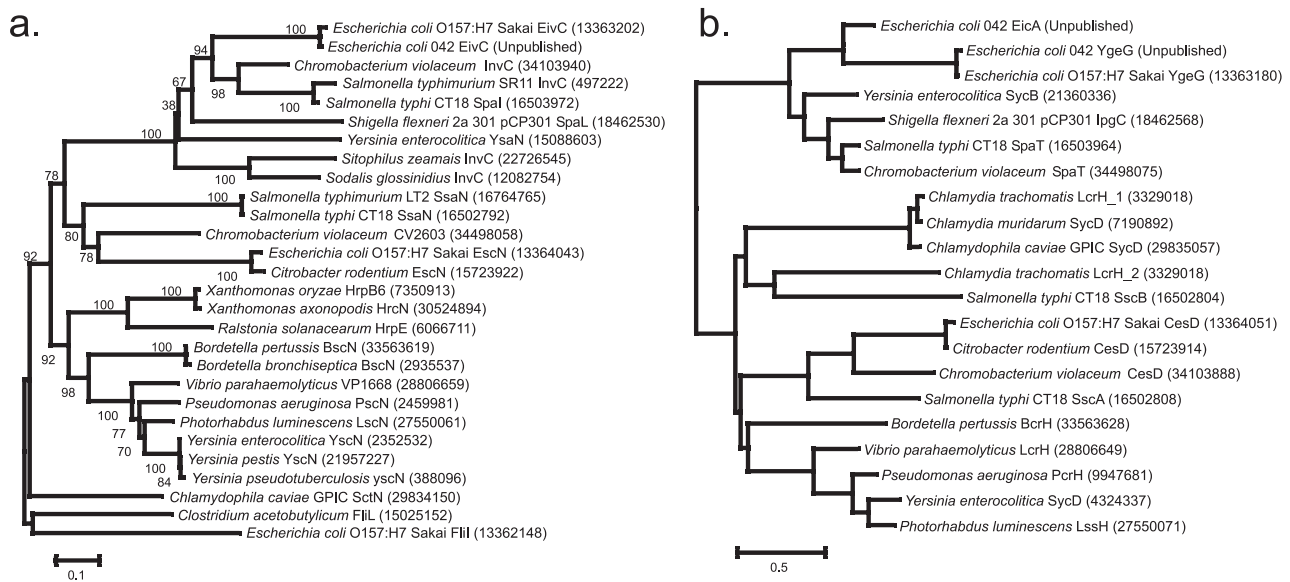 a.
Escherichia coli O157:H7 Sakai EivC (13363202)
Escherichia coli 042 EivC (Unpublished)
Chromobacterium violaceum InvC (34103940)
Salmonella typhimurium SR11 InvC (497222)
Salmonella typhi CT18 SpaI (16503972)
Shigella flexneri 2a 301 pCP301 SpaL (18462530)
Yersinia enterocolitica YsaN (15088603)
Sitophilus zeamais InvC (22726545)
Sodalis glossinidius InvC (12082754)
Salmonella typhimurium LT2 SsaN (16764765)
Salmonella typhi CT18 SsaN (16502792)
Chromobacterium violaceum CV2603 (34498058)
Escherichia coli O157:H7 Sakai EscN (13364043)
Citrobacter rodentium EscN (15723922)
Xanthomonas oryzae HrpB6 (7350913)
Xanthomonas axonopodis HrcN (30524894)
Ralstonia solanacearum HrpE (6066711)
Bordetella pertussis BscN (33563619)
Bordetella bronchiseptica BscN (2935537)
Vibrio parahaemolyticus VP1668 (28806659)
Pseudomonas aeruginosa PscN (2459981)
Photorhabdus luminescens LscN (27550061)
Yersinia enterocolitica YscN (2352532)
Yersinia pestis YscN (21957227)
Yersinia pseudotuberculosis yscN (388096)
Chlamydophila caviae GPIC SctN (29834150)
Clostridium acetobutylicum FliL (15025152)
Escherichia coli O157:H7 Sakai FliI (13362148)
100
94
67
98
38
100
100
100
78
100
80
78
100
92
100
100
100
92
98
100
77
70
100
84
0.1
b.
Escherichia coli 042 EicA (Unpublished)
Escherichia coli 042 YgeG (Unpublished)
Escherichia coli O157:H7 Sakai YgeG (13363180)
Yersinia enterocolitica SycB (21360336)
Shigella flexneri 2a 301 pCP301 IpgC (18462568)
Salmonella typhi CT18 SpaT (16503964)
Chromobacterium violaceum SpaT (34498075)
Chlamydia trachomatis LcrH_1 (3329018)
Chlamydia muridarum SycD (7190892)
Chlamydophila caviae GPIC SycD (29835057)
Chlamydia trachomatis LcrH_2 (3329018)
Salmonella typhi CT18 SscB (16502804)
Escherichia coli O157:H7 Sakai CesD (13364051)
Citrobacter rodentium CesD (15723914)
Chromobacterium violaceum CesD (34103888)
Salmonella typhi CT18 SscA (16502808)
Bordetella pertussis BcrH (33563628)
Vibrio parahaemolyticus LcrH (28806649)
Pseudomonas aeruginosa PcrH (9947681)
Yersinia enterocolitica SycD (4324337)
Photorhabdus luminescens LssH (27550071)
0.5